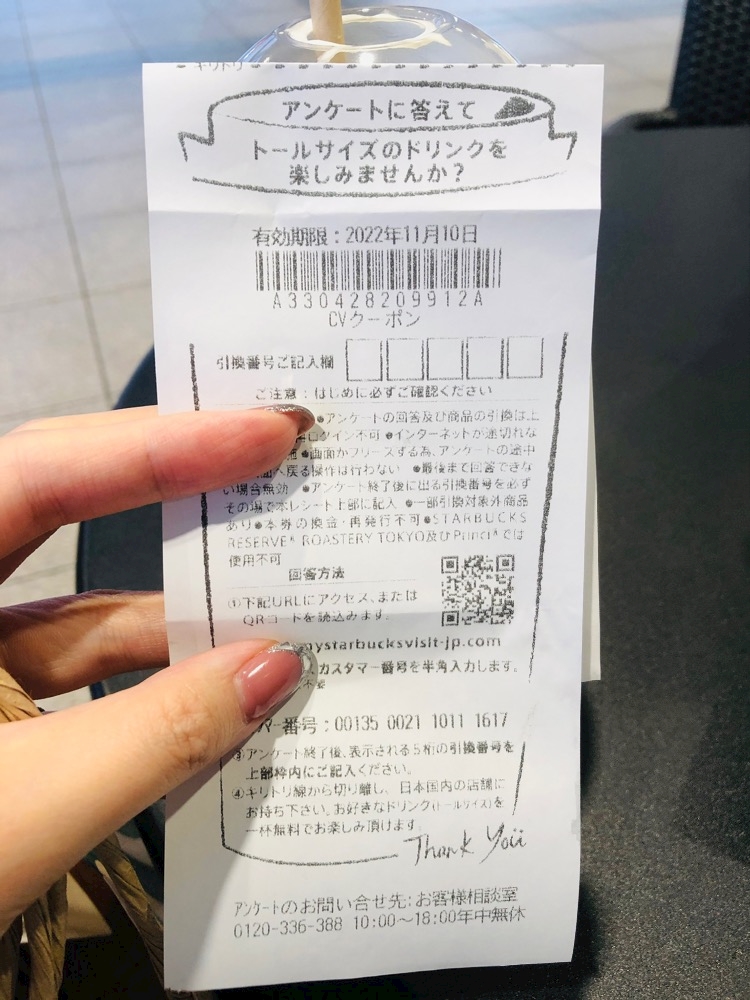 キリトリ
アンケートに答えて
トールサイズのドリンクを
楽しみませんか？
有効期限：2022年11月10日
A330428209912A
CVクーポン
引換番号ご記入欄
ご注意：はじめに必ずご確認ください
●アンケートの回答及び商品の引換は上
ログイン不可 ●インターネットが途切れな
●画面がフリーズする為、アンケートの途中
へ戻る操作は行わない ●最後まで回答できな
い場合無効 ●アンケート終了後に出る引換番号を必ず
その場で本レシート上部に記入 ●一部引換対象外商品
あり●本券の換金・再発行不可●STARBUCKS
RESERVE® ROASTERY TOKYO及びPrinci®では
使用不可
回答方法
①下記URLにアクセス、または
QRコードを読込みます。
mystarbucksvisit-jp.com
、カスタマー番号を半角入力します。
不要
マー番号：00135 0021 1011 1617
③アンケート終了後、表示される5桁の引換番号を
上部枠内にご記入ください。
④キリトリ線から切り離し、日本国内の店舗に
お持ち下さい。お好きなドリンク(トールサイズ)を
一杯無料でお楽しみ頂けます。
Thank You
アンケートのお問い合せ先：お客様相談室
0120-336-388 10:00～18:00年中無休